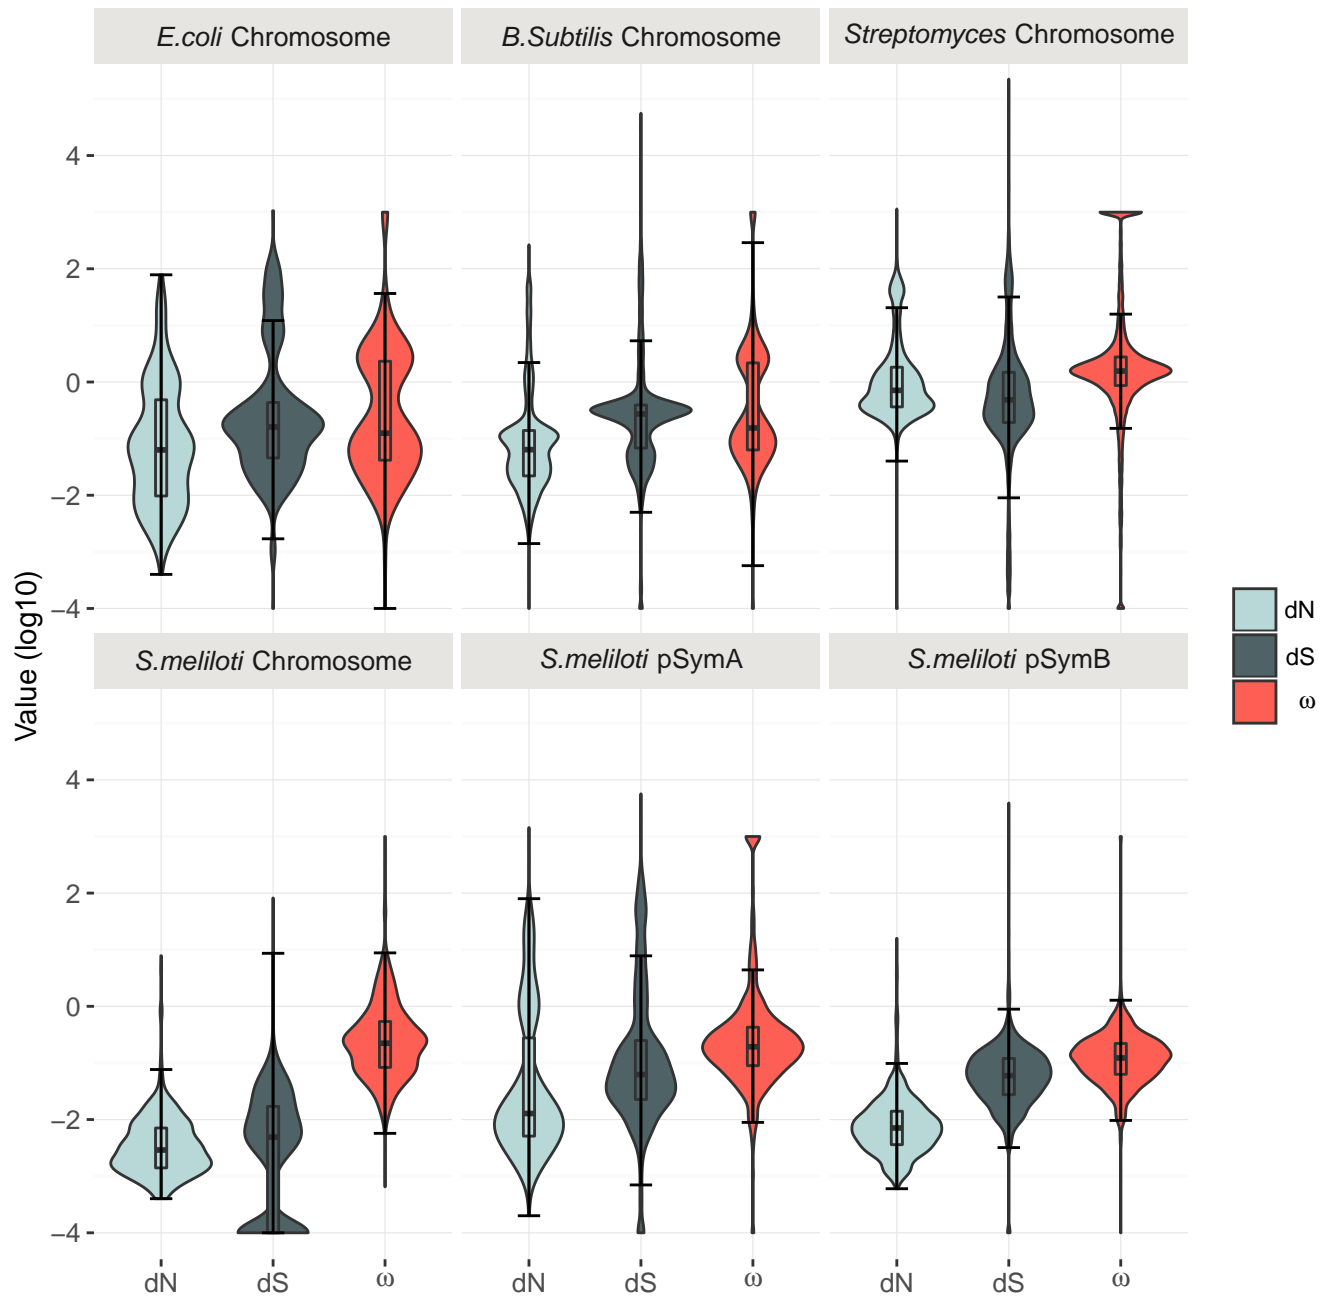 E.coli Chromosome
B.Subtilis Chromosome
Streptomyces Chromosome
4
2
0
−2
−4
Value (log10)
S.meliloti Chromosome
S.meliloti pSymA
S.meliloti pSymB
4
2
0
−2
−4
dN
dS
ω
dN
dS
ω
dN
dS
ω
dN
dS
ω